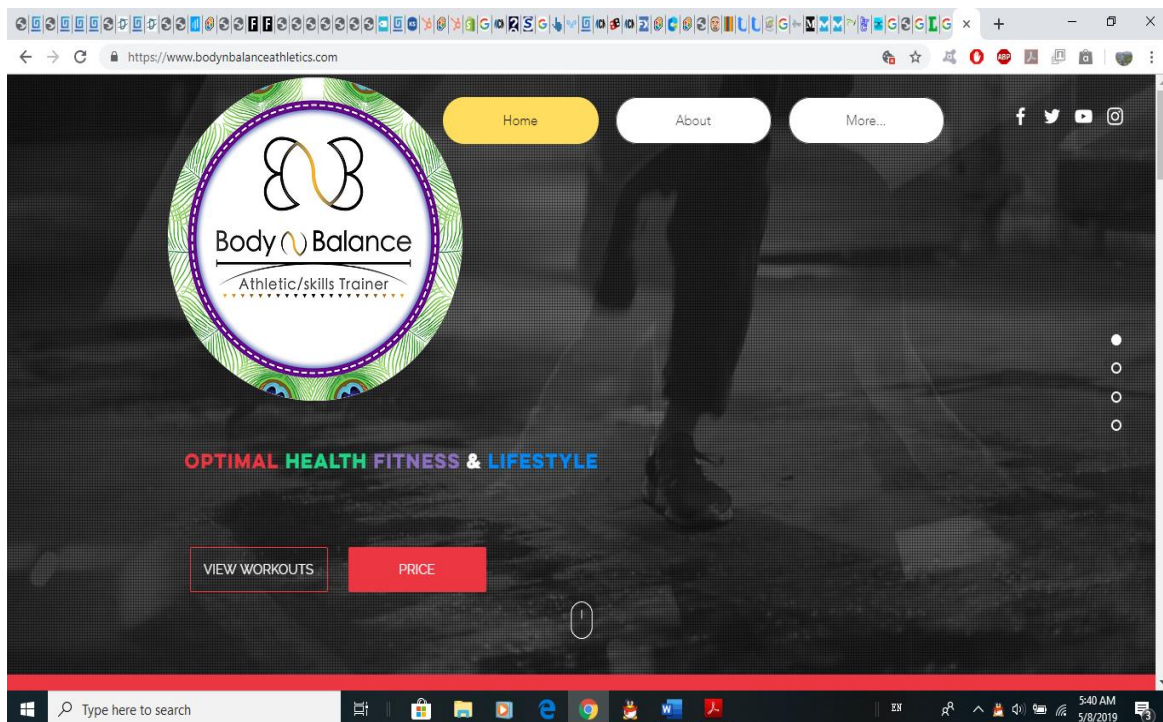 https://www.bodynbalanceathletics.com
Home
About
More...
Body N Balance
Athletic/skills Trainer
OPTIMAL HEALTH FITNESS & LIFESTYLE
VIEW WORKOUTS
PRICE
Type here to search
EN
5:40 AM
5/8/2019